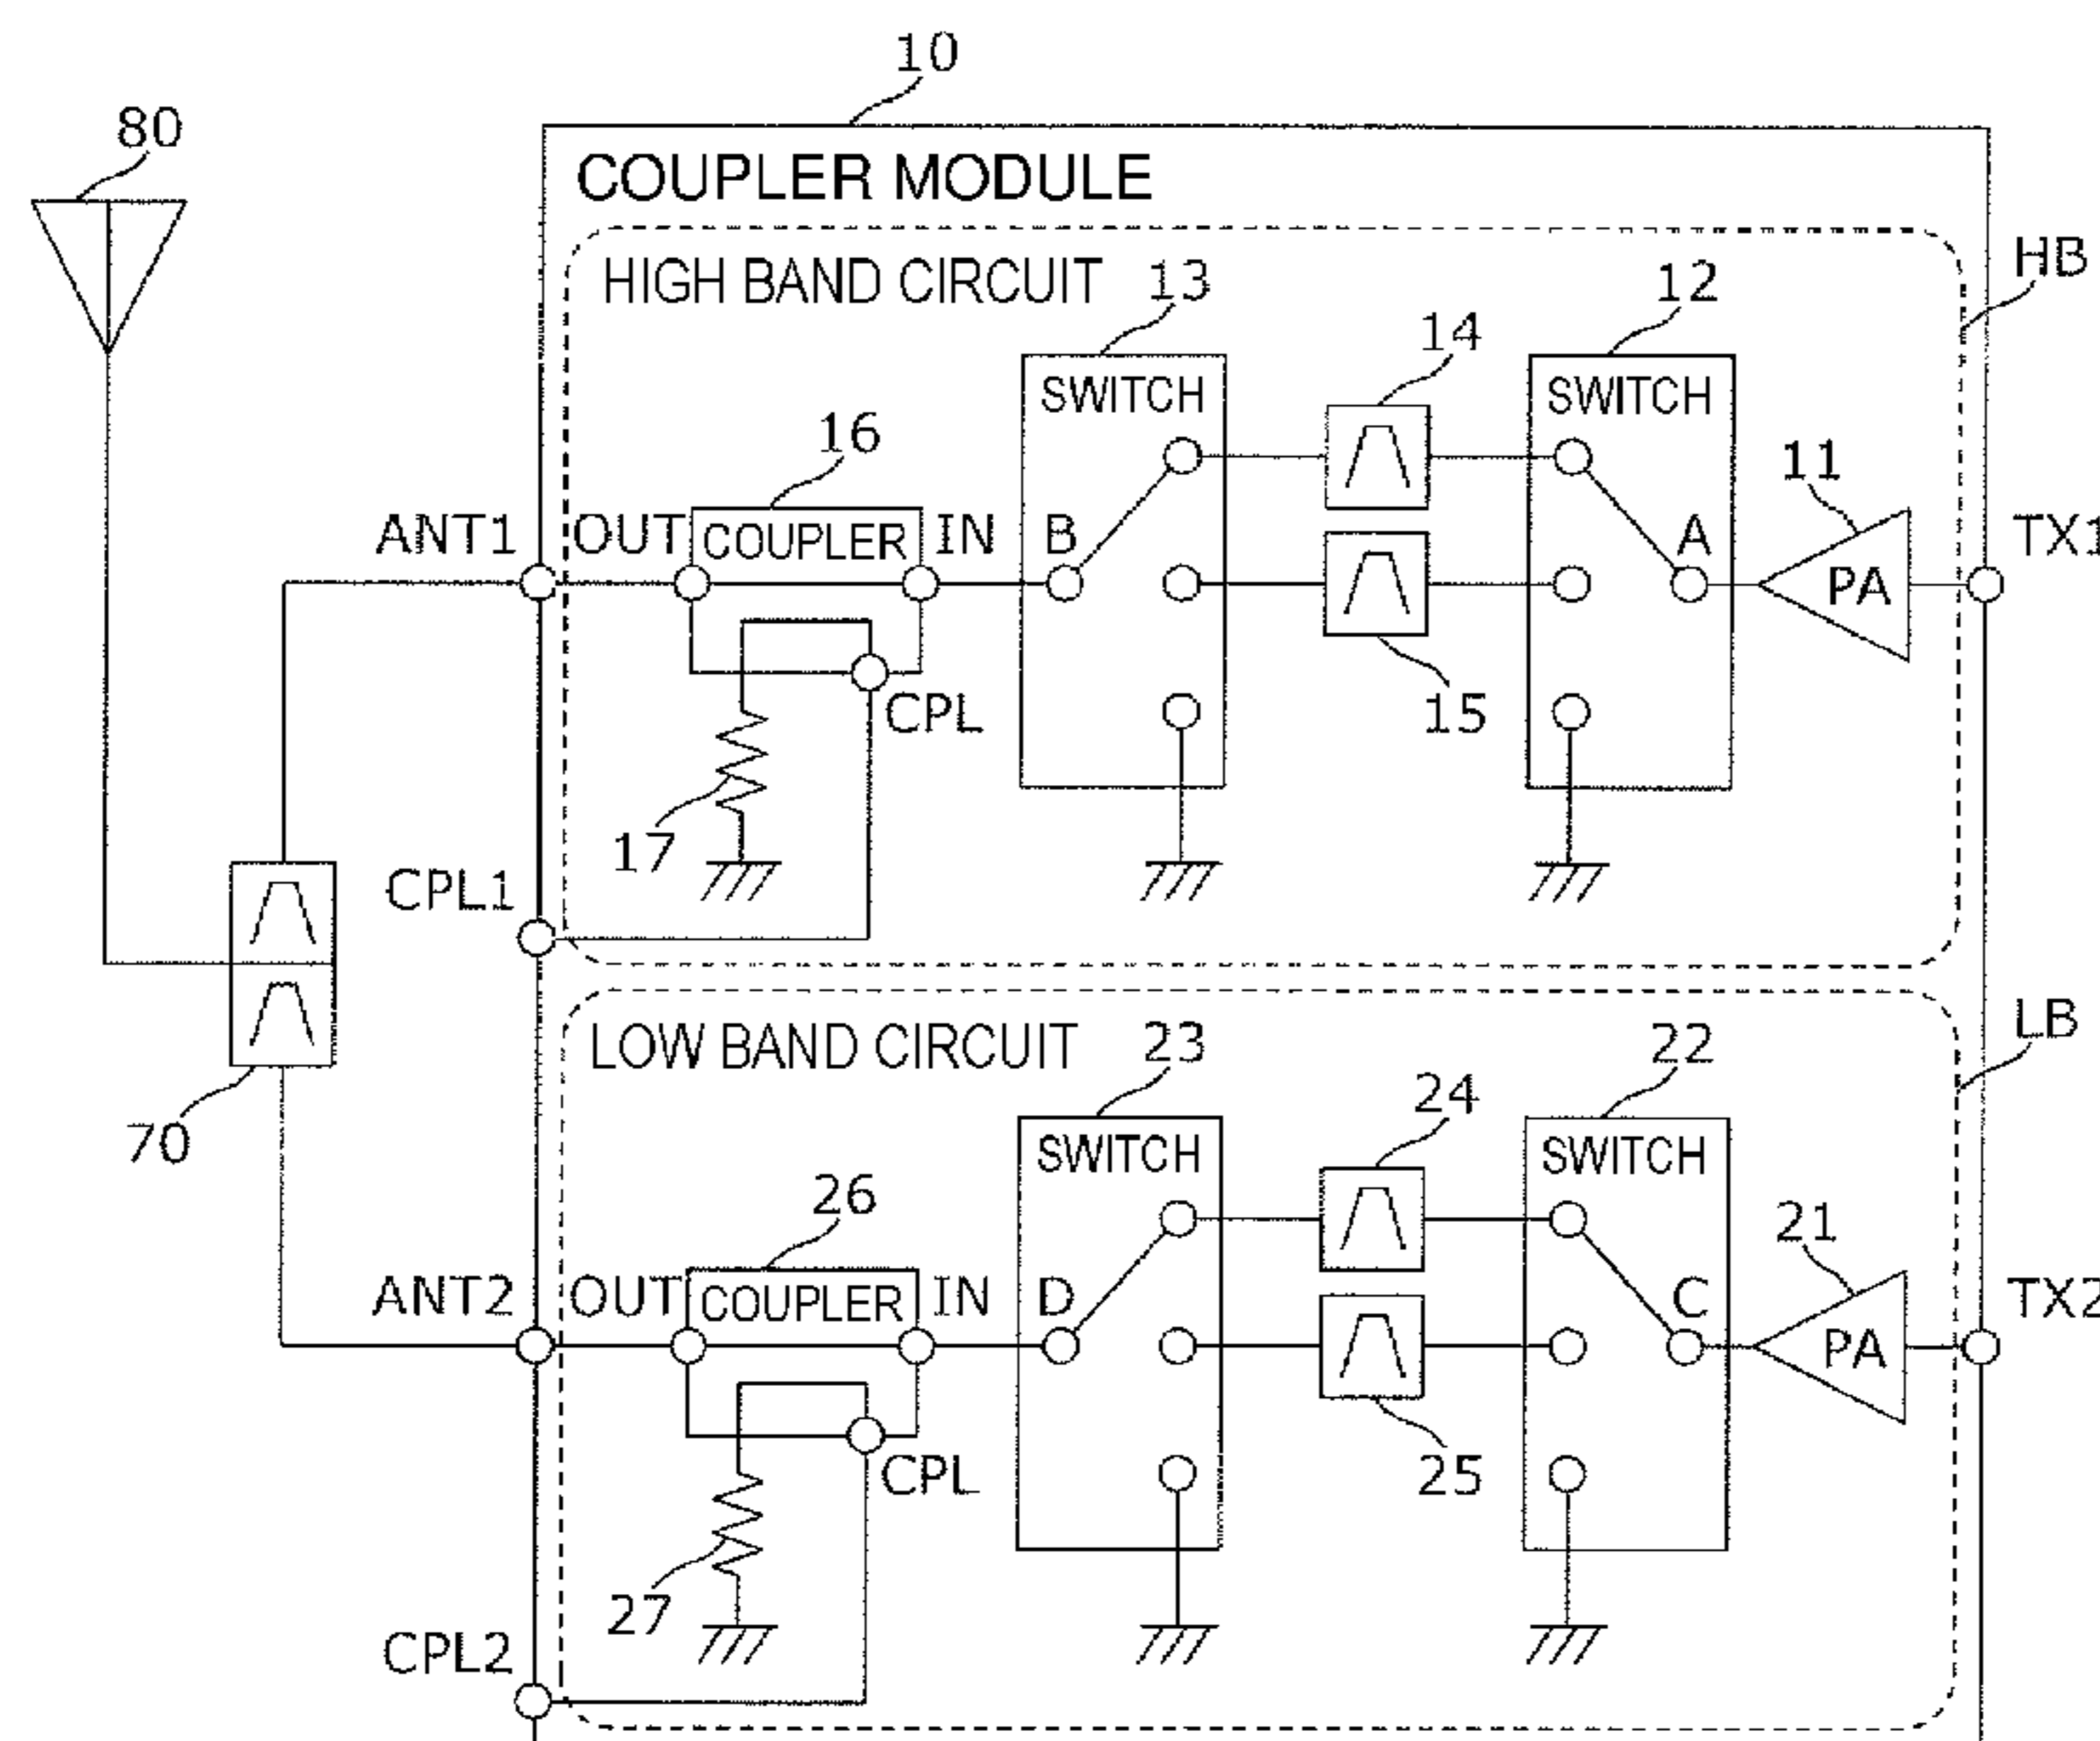 10
80
COUPLER MODULE
HIGH BAND CIRCUIT
13
12
HB
14
SWITCH
SWITCH
16
11
ANT1
OUT
COUPLER
IN
B
A
PA
TX1
CPL
15
17
CPL1
LOW BAND CIRCUIT
23
22
LB
24
70
SWITCH
SWITCH
26
21
ANT2
OUT
COUPLER
IN
D
C
PA
TX2
CPL
25
27
CPL2